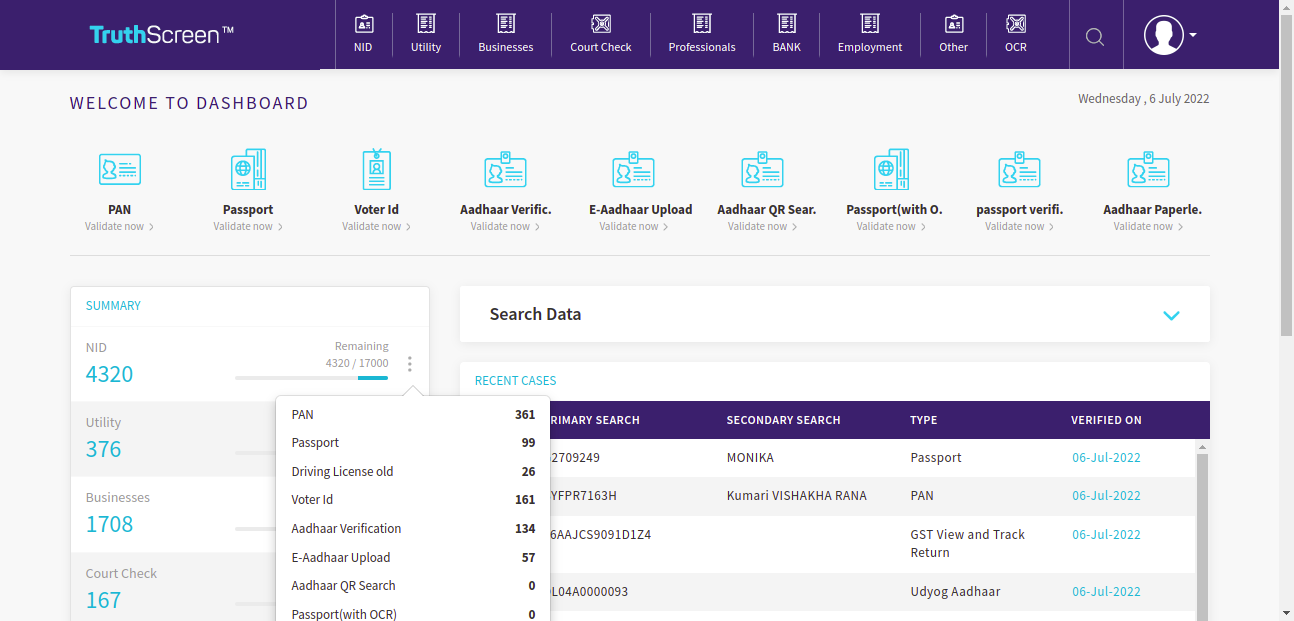 TruthScreen™
NID
Utility
Businesses
Court Check
Professionals
BANK
Employment
Other
OCR
WELCOME TO DASHBOARD
Wednesday , 6 July 2022
PAN
Validate now
Passport
Validate now
Voter Id
Validate now
Aadhaar Verific.
Validate now
E-Aadhaar Upload
Validate now
Aadhaar QR Sear.
Validate now
Passport(with O.
Validate now
passport verifi.
Validate now
Aadhaar Paperle.
Validate now
SUMMARY
NID
4320
Remaining
4320 / 17000
Utility
376
Businesses
1708
Court Check
167
PAN 361
Passport 99
Driving License old 26
Voter Id 161
Aadhaar Verification 134
E-Aadhaar Upload 57
Aadhaar QR Search 0
Passport(with OCR) 0
Search Data
RECENT CASES
RIMARY SEARCH SECONDARY SEARCH TYPE VERIFIED ON
2709249 MONIKA Passport 06-Jul-2022
YFPR7163H Kumari VISHAKHA RANA PAN 06-Jul-2022
6AAJCS9091D1Z4 GST View and Track 06-Jul-2022
Return
L04A0000093 Udyog Aadhaar 06-Jul-2022